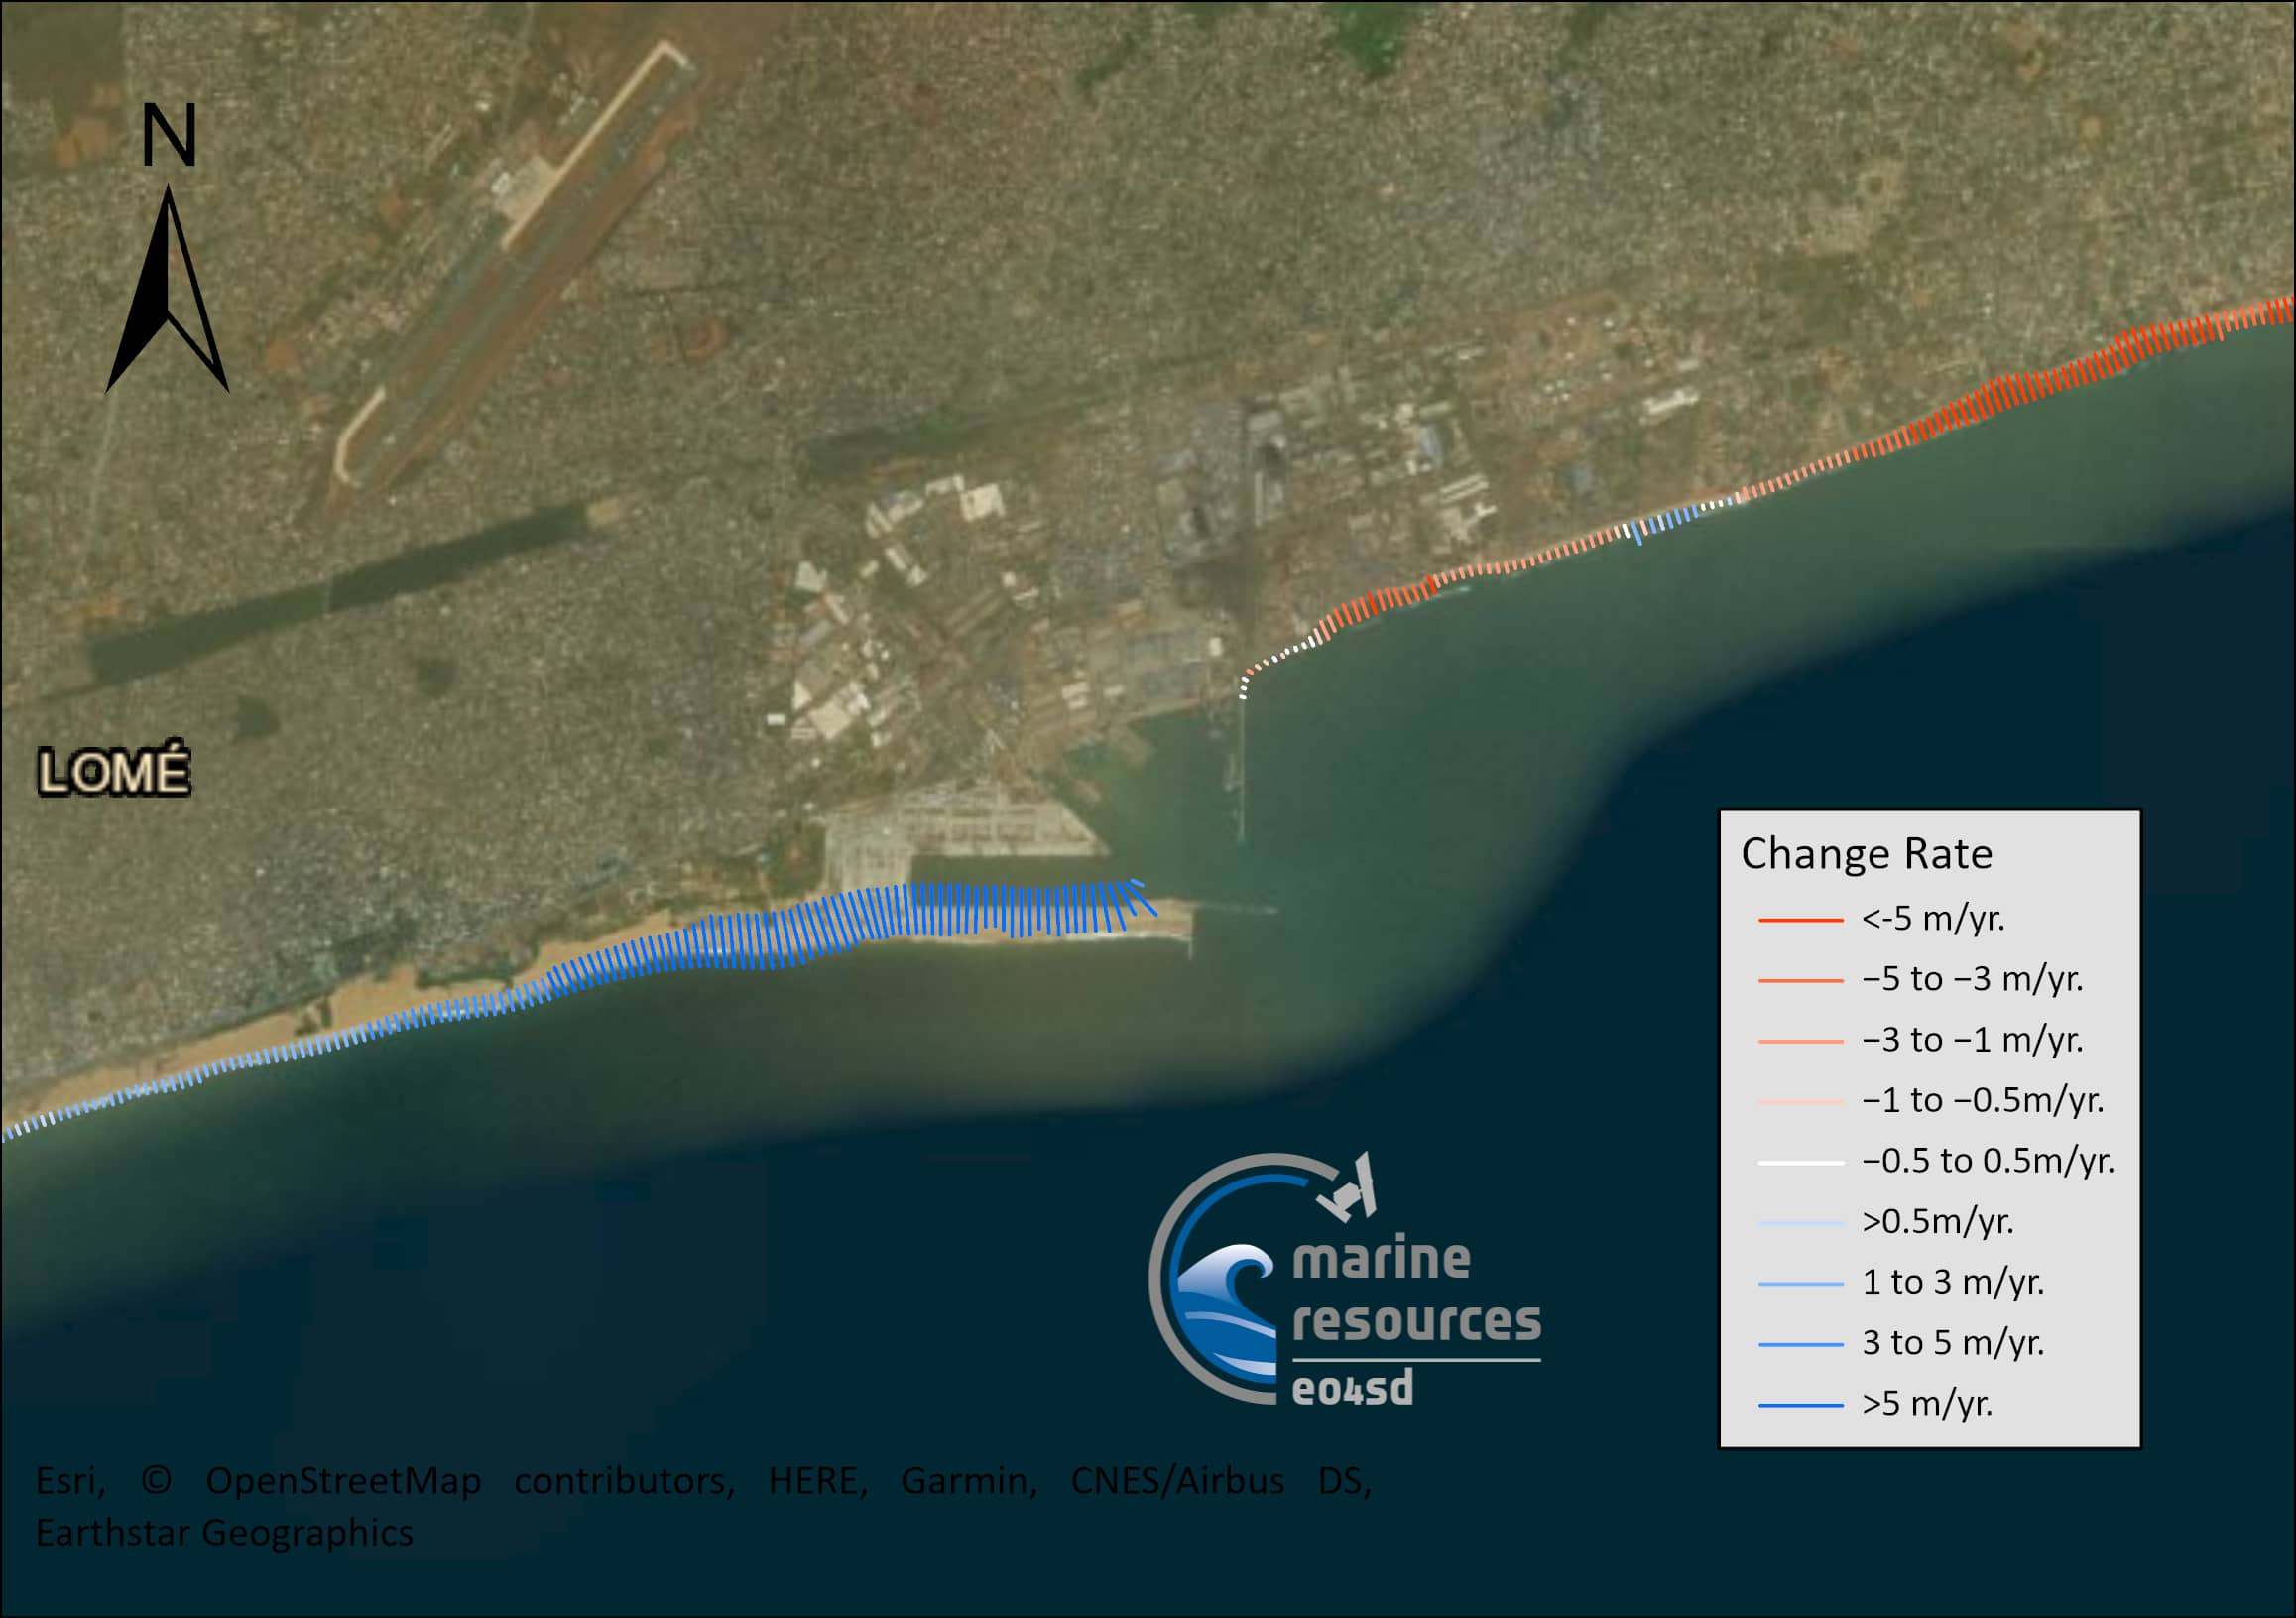 N
LOMÉ
Change Rate
<-5 m/yr.
−5 to −3 m/yr.
−3 to −1 m/yr.
−1 to −0.5m/yr.
−0.5 to 0.5m/yr.
>0.5m/yr.
1 to 3 m/yr.
3 to 5 m/yr.
>5 m/yr.
marine
resources
eo4sd
Esri, © OpenStreetMap contributors, HERE, Garmin, CNES/Airbus DS,
Earthstar Geographics